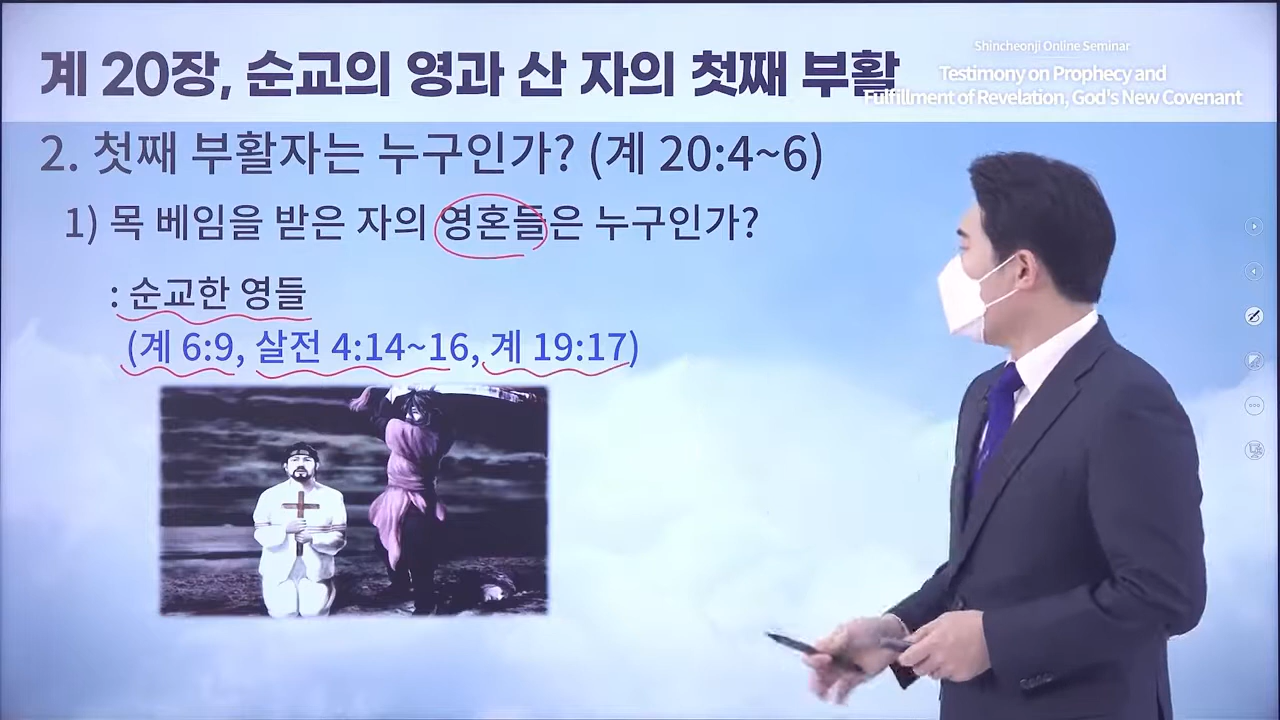 계 20장, 순교의 영과 산 자의 첫째 부활
Shincheonji Online Seminar
Testimony on Prophecy and
Fulfillment of Revelation, God's New Covenant
2. 첫째 부활자는 누구인가? (계 20:4~6)
1) 목 베임을 받은 자의 영혼들은 누구인가?
: 순교한 영들
(계 6:9, 살전 4:14~16, 계 19:17)